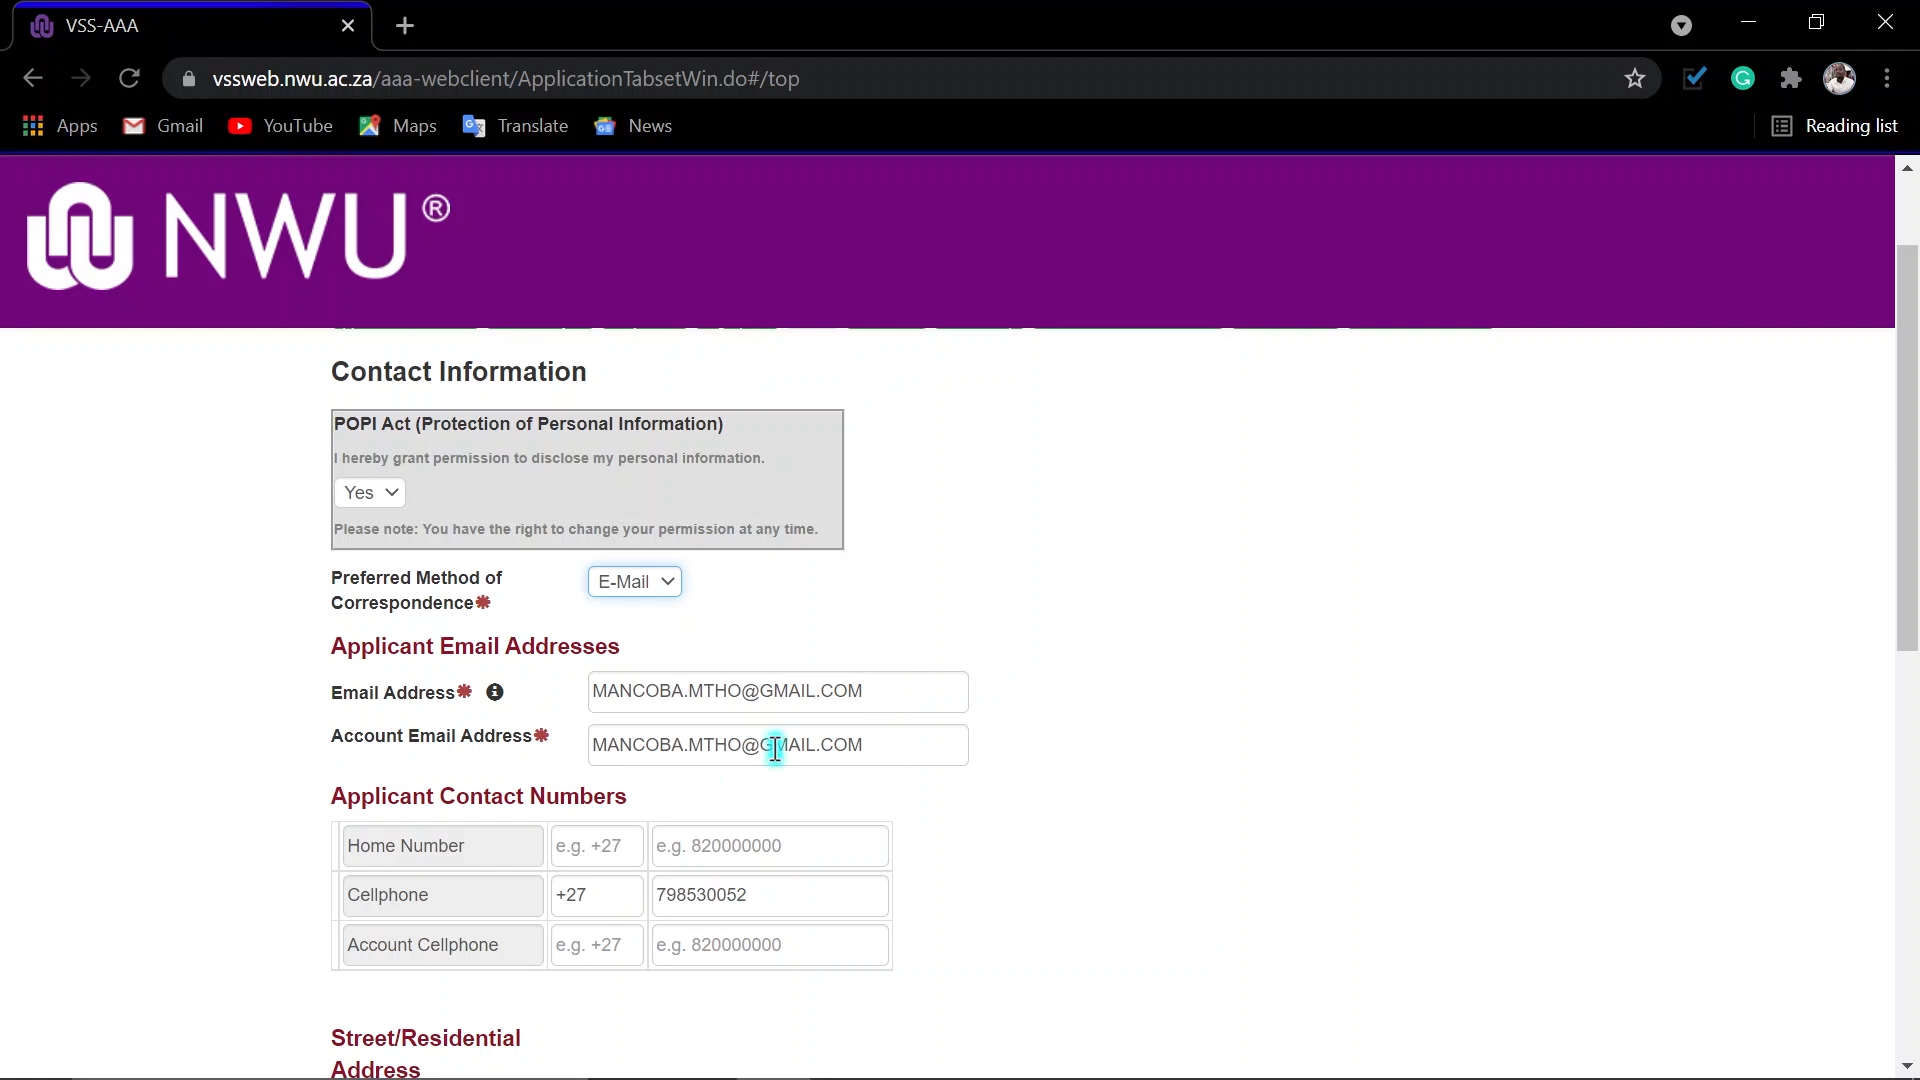 VSS-AAA
vssweb.nwu.ac.za/aaa-webclient/ApplicationTabsetWin.do#/top
Apps Gmail YouTube Maps Translate News Reading list
NWU®
Contact Information
POPI Act (Protection of Personal Information)
I hereby grant permission to disclose my personal information.
Yes
Please note: You have the right to change your permission at any time.
Preferred Method of E-Mail
Correspondence*
Applicant Email Addresses
Email Address* MANCOBA.MTHO@GMAIL.COM
Account Email Address* MANCOBA.MTHO@GMAIL.COM
Applicant Contact Numbers
Home Number e.g. +27 e.g. 820000000
Cellphone +27 798530052
Account Cellphone e.g. +27 e.g. 820000000
Street/Residential
Address